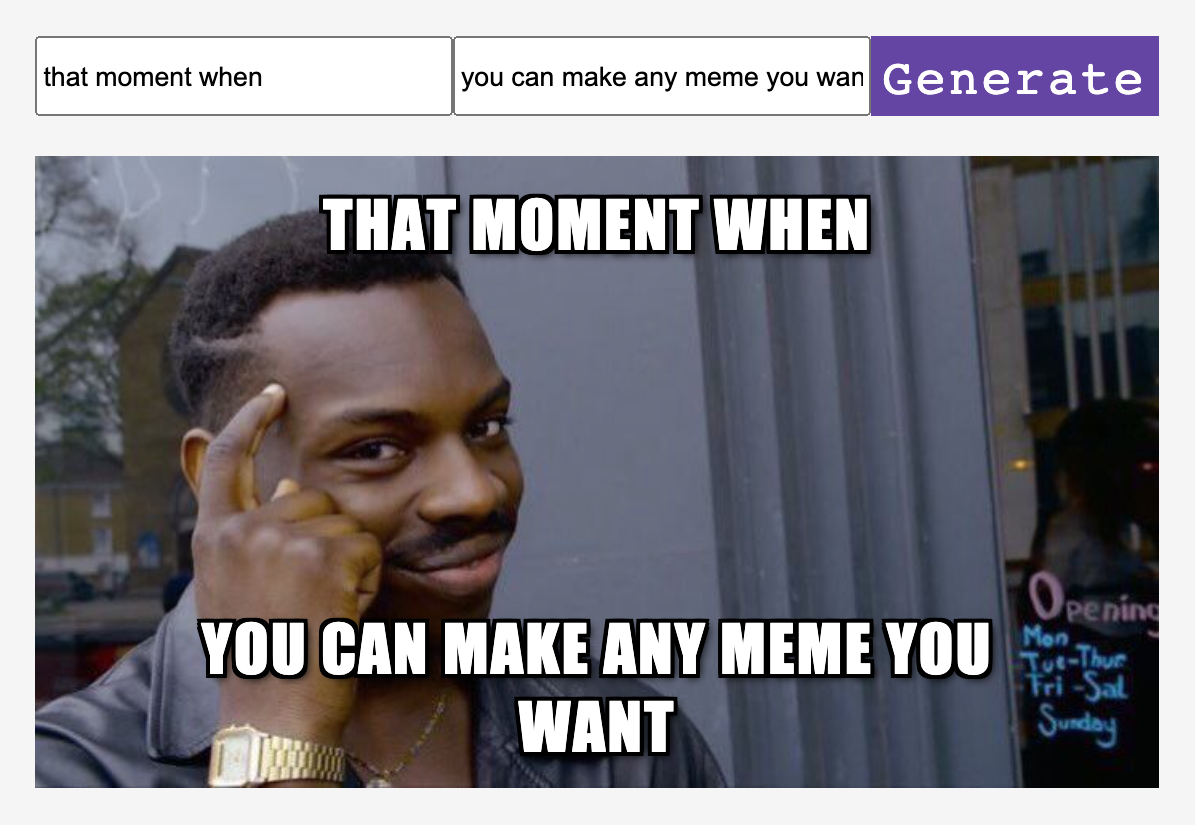 that moment when
you can make any meme you wan
Generate
THAT MOMENT WHEN
YOU CAN MAKE ANY MEME YOU
WANT
Opening
Mon
Tue-Thur
Fri -Sat
Sunday